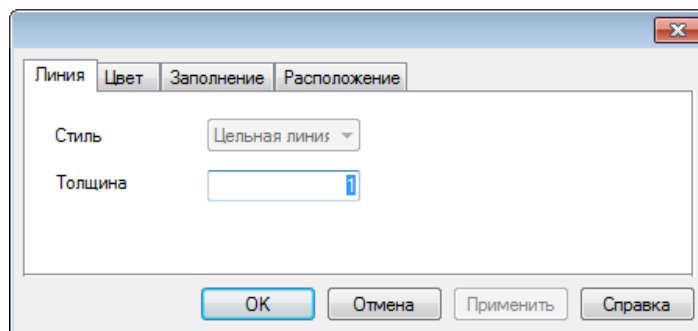 Линия Цвет Заполнение Расположение
Стиль Цельная линия
Толщина 1
OK Отмена Применить Справка